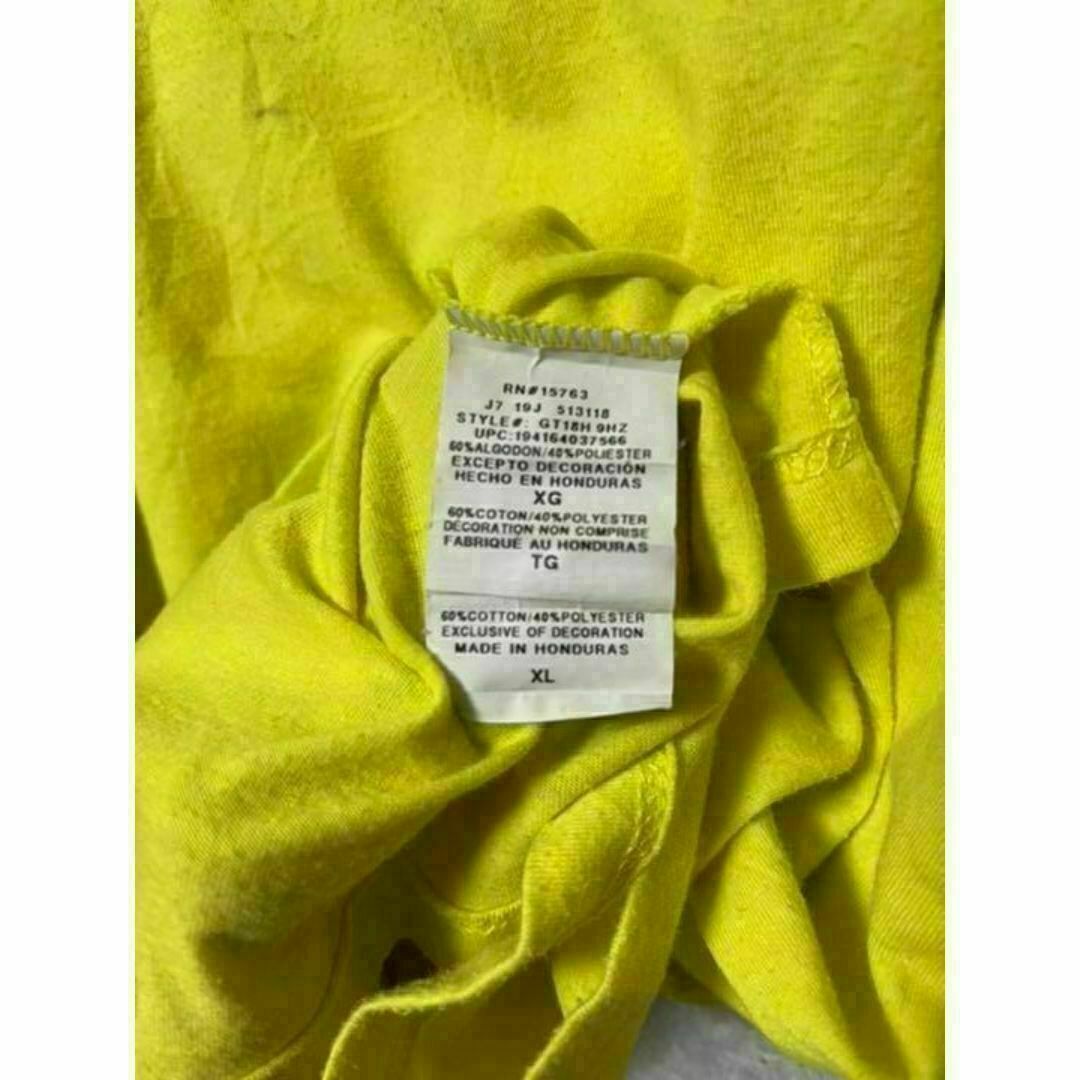 RN#15763
J7 19J 513118
STYLE#: GT18H 9HZ
UPC:194164037566
60%ALGODON/40%POLIESTER
EXCEPTO DECORACIÓN
HECHO EN HONDURAS
XG
60%COTON/40%POLYESTER
DÉCORATION NON COMPRISE
FABRIQUÉ AU HONDURAS
TG
60%COTTON/40%POLYESTER
EXCLUSIVE OF DECORATION
MADE IN HONDURAS
XL